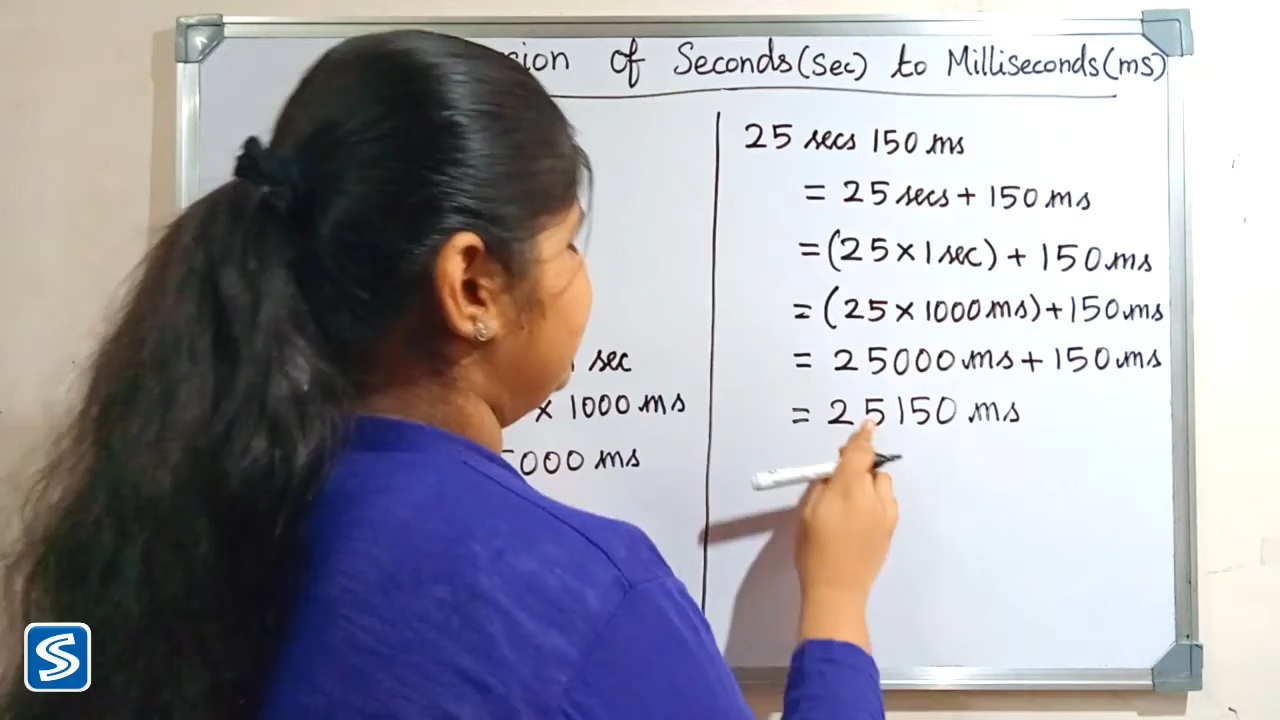 of Seconds(Sec) to Milliseconds(ms)
sec
× 1000 ms
000 ms
25 secs 150 ms
= 25 secs + 150 ms
= (25 × 1 sec) + 150 ms
= (25 × 1000 ms) + 150 ms
= 25000 ms + 150 ms
= 25150 ms
S